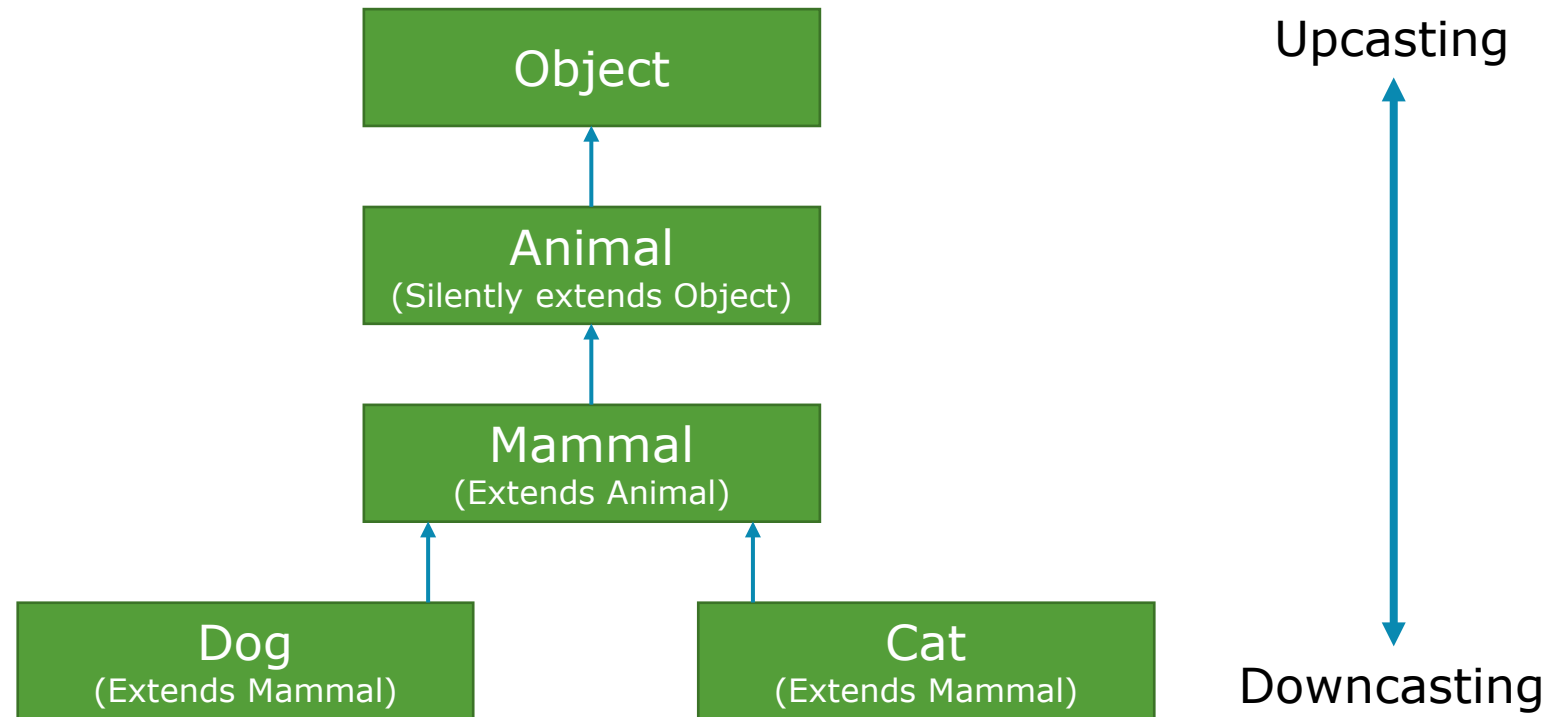 Object
Upcasting
Animal
(Silently extends Object)
Mammal
(Extends Animal)
Dog
(Extends Mammal)
Cat
(Extends Mammal)
Downcasting